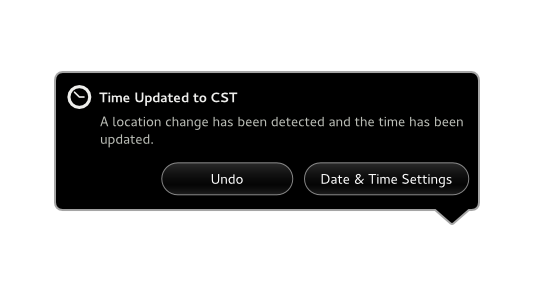 Time Updated to CST
A location change has been detected and the time has been
updated.
Undo
Date & Time Settings